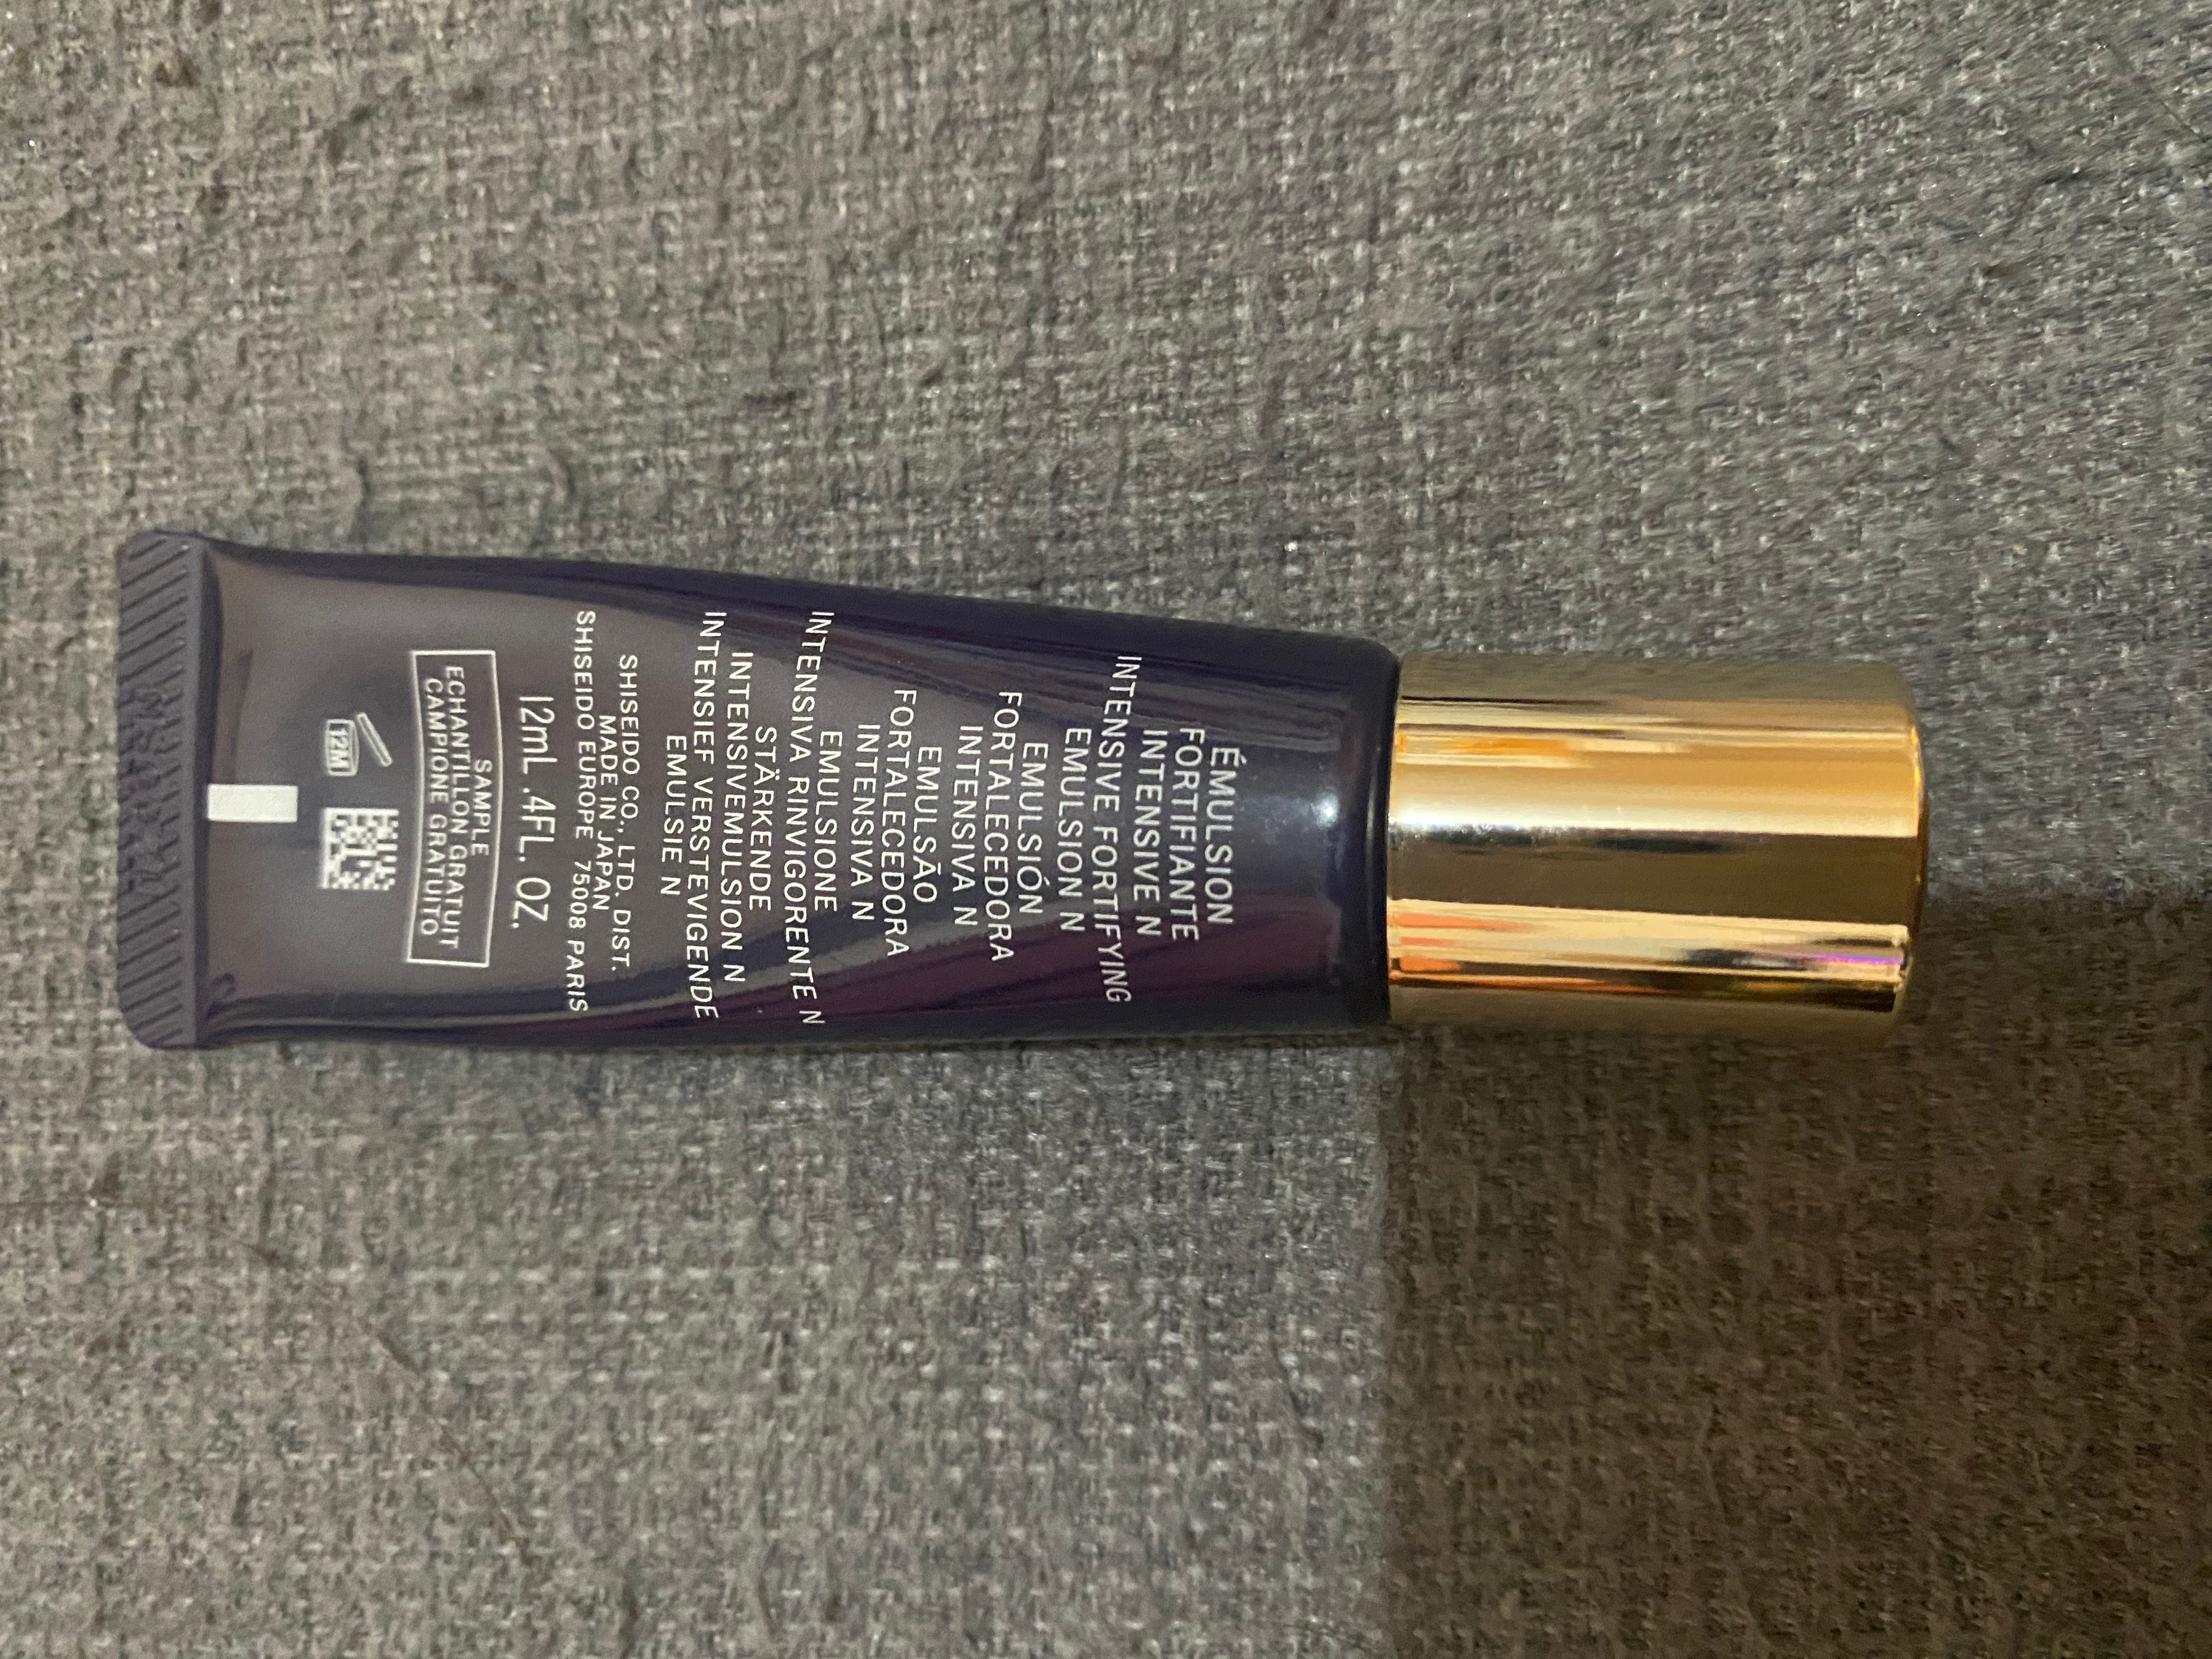 ÉMULSION
FORTIFIANTE
INTENSIVE N
INTENSIVE FORTIFYING
EMULSION N
EMULSIÓN
FORTALECEDORA
INTENSIVA N
EMULSÃO
FORTALECEDORA
INTENSIVA N
EMULSIONE
INTENSIVA RINVIGORENTE N
STÄRKENDE
INTENSIVEMULSION N
INTENSIEF VERSTEVIGENDE
EMULSIE N
SHISEIDO CO., LTD. DIST.
MADE IN JAPAN
SHISEIDO EUROPE 75008 PARIS
12mL .4FL. OZ.
SAMPLE
ECHANTILLON GRATUIT
CAMPIONE GRATUITO
12M